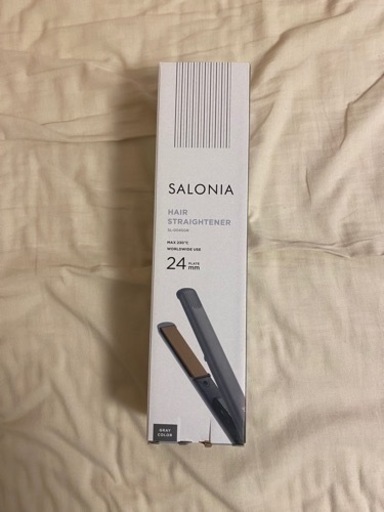 SALONIA
HAIR
STRAIGHTENER
MAX 230℃
WORLDWIDE USE
24 PLATE mm
GRAY
COLOR